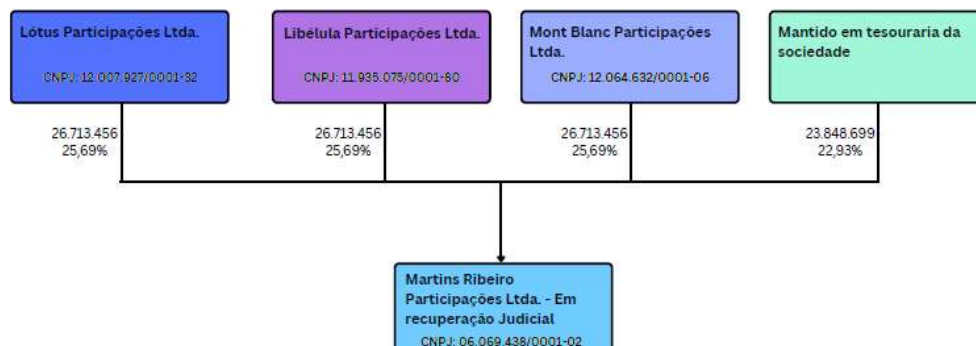 Lótus Participações Ltda.
CNPJ: 12.007.927/0001-32
Libélula Participações Ltda.
CNPJ: 11.935.075/0001-80
Mont Blanc Participações
Ltda.
CNPJ: 12.064.632/0001-06
Mantido em tesouraria da
sociedade
26.713.456
25,69%
26.713.456
25,69%
26.713.456
25,69%
23.848.699
22,93%
Martins Ribeiro
Participações Ltda. - Em
recuperação Judicial
CNPJ: 06.069.438/0001-02